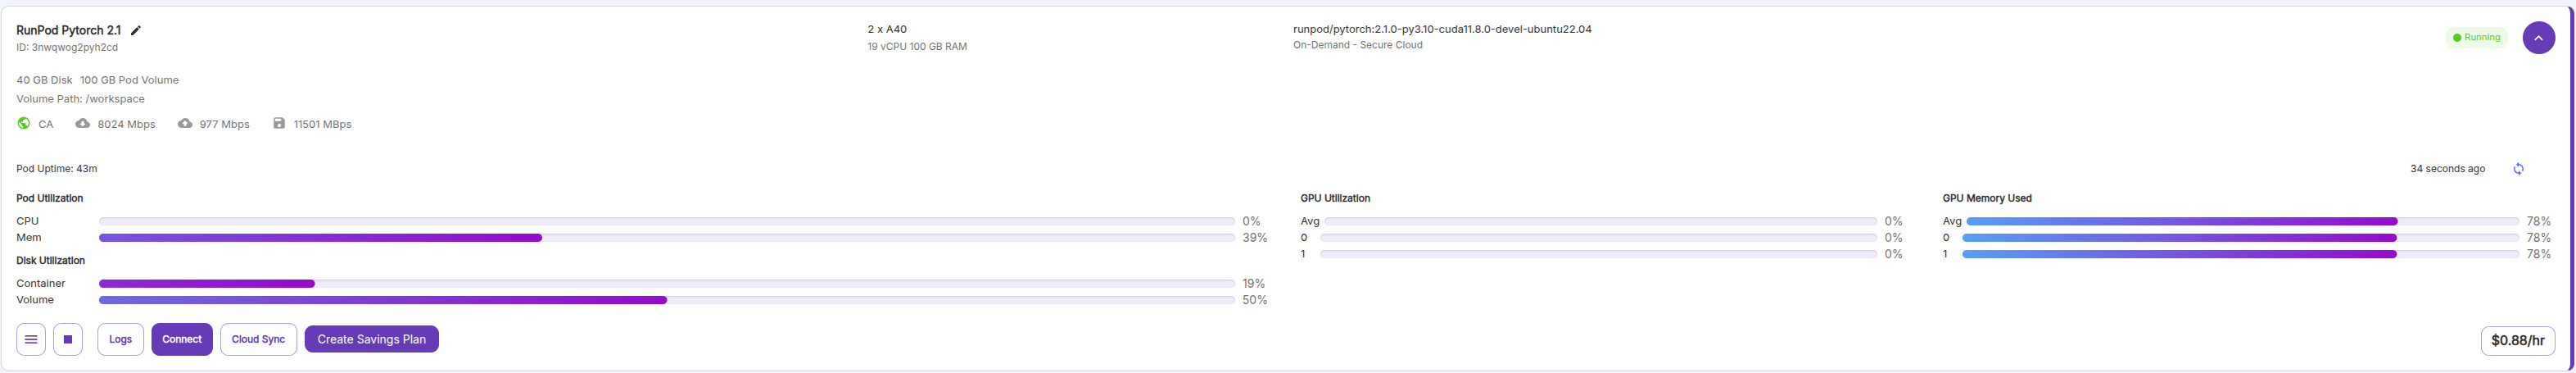 RunPod Pytorch 2.1
ID: 3nwqwog2pyh2cd
2 x A40
19 vCPU 100 GB RAM
runpod/pytorch:2.1.0-py3.10-cuda11.8.0-devel-ubuntu22.04
On-Demand - Secure Cloud
Running
40 GB Disk 100 GB Pod Volume
Volume Path: /workspace
CA 8024 Mbps 977 Mbps 11501 MBps
Pod Uptime: 43m
34 seconds ago
Pod Utilization
CPU 0%
Mem 39%
Disk Utilization
Container 19%
Volume 50%
GPU Utilization
Avg 0%
0 0%
1 0%
GPU Memory Used
Avg 78%
0 78%
1 78%
Logs Connect Cloud Sync Create Savings Plan
$0.88/hr